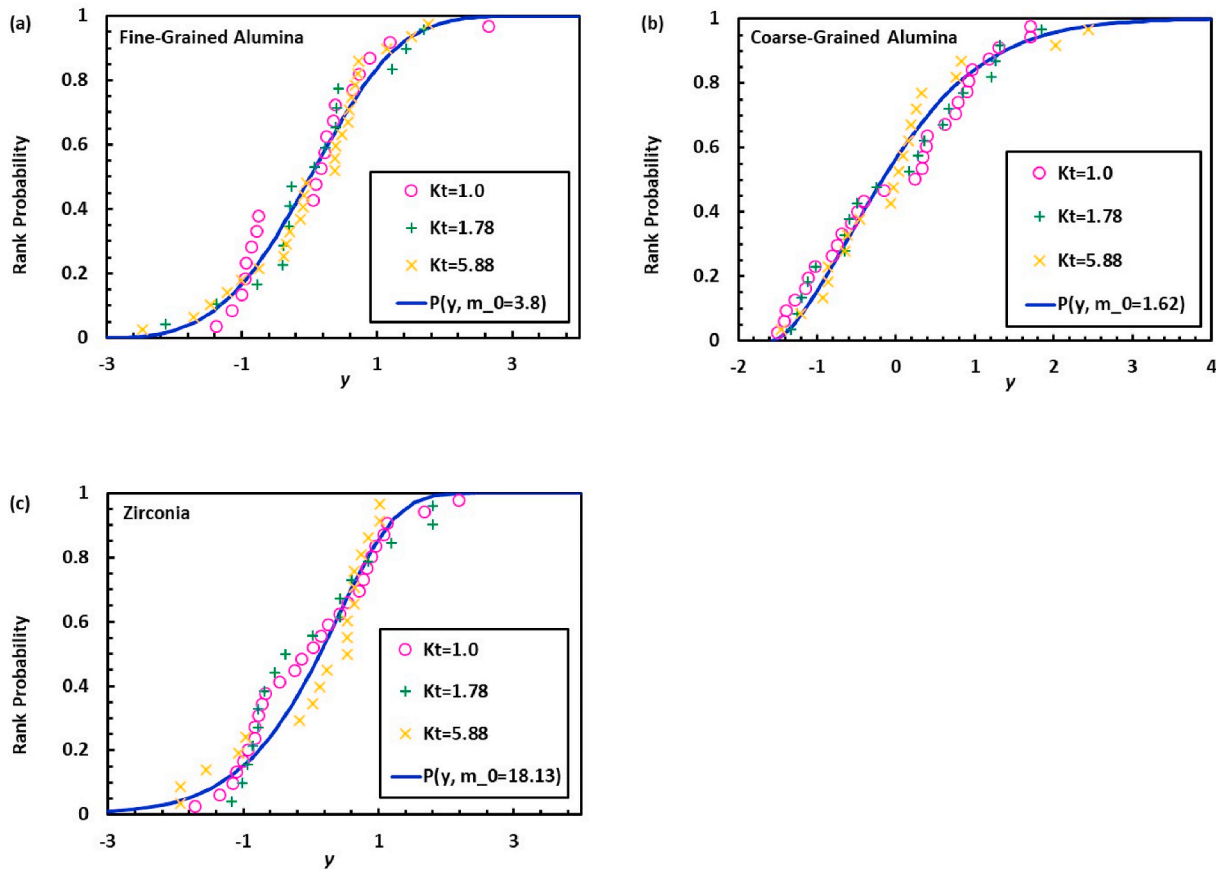 (a)
Fine-Grained Alumina
Rank Probability
1
0.8
0.6
0.4
0.2
0
-3
-1
1
3
y
Kt=1.0
Kt=1.78
Kt=5.88
P(y, m_0=3.8)
(b)
Coarse-Grained Alumina
Rank Probability
1
0.8
0.6
0.4
0.2
0
-2
-1
0
1
2
3
4
y
Kt=1.0
Kt=1.78
Kt=5.88
P(y, m_0=1.62)
(c)
Zirconia
Rank Probability
1
0.8
0.6
0.4
0.2
0
-3
-1
1
3
y
Kt=1.0
Kt=1.78
Kt=5.88
P(y, m_0=18.13)